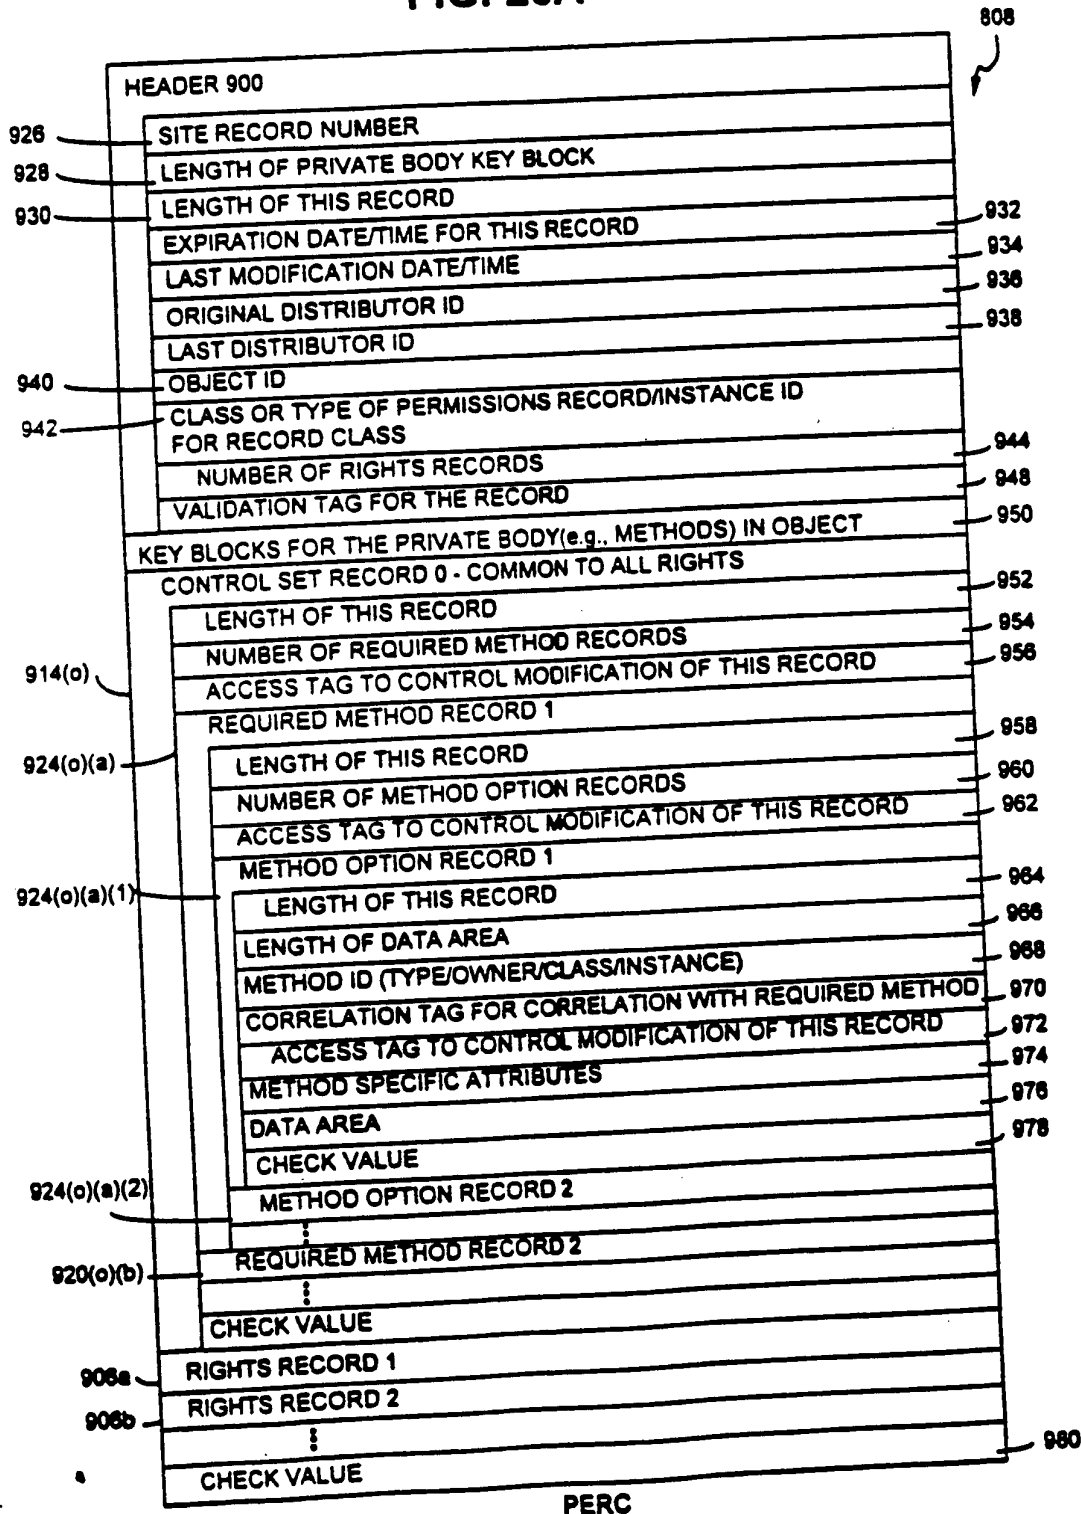 808
HEADER 900
926 SITE RECORD NUMBER
928 LENGTH OF PRIVATE BODY KEY BLOCK
930 LENGTH OF THIS RECORD
EXPIRATION DATE/TIME FOR THIS RECORD 932
LAST MODIFICATION DATE/TIME 934
ORIGINAL DISTRIBUTOR ID 936
LAST DISTRIBUTOR ID 938
940 OBJECT ID
942 CLASS OR TYPE OF PERMISSIONS RECORD/INSTANCE ID
FOR RECORD CLASS
NUMBER OF RIGHTS RECORDS 944
VALIDATION TAG FOR THE RECORD 948
KEY BLOCKS FOR THE PRIVATE BODY(e.g., METHODS) IN OBJECT 950
CONTROL SET RECORD 0 - COMMON TO ALL RIGHTS
LENGTH OF THIS RECORD 952
NUMBER OF REQUIRED METHOD RECORDS 954
914(o) ACCESS TAG TO CONTROL MODIFICATION OF THIS RECORD 956
REQUIRED METHOD RECORD 1
924(o)(a) LENGTH OF THIS RECORD 958
NUMBER OF METHOD OPTION RECORDS 960
ACCESS TAG TO CONTROL MODIFICATION OF THIS RECORD 962
METHOD OPTION RECORD 1
924(o)(a)(1) LENGTH OF THIS RECORD 964
LENGTH OF DATA AREA 966
METHOD ID (TYPE/OWNER/CLASS/INSTANCE) 968
CORRELATION TAG FOR CORRELATION WITH REQUIRED METHOD 970
ACCESS TAG TO CONTROL MODIFICATION OF THIS RECORD 972
METHOD SPECIFIC ATTRIBUTES 974
DATA AREA 976
CHECK VALUE 978
924(o)(a)(2) METHOD OPTION RECORD 2
920(o)(b) REQUIRED METHOD RECORD 2
CHECK VALUE
906a RIGHTS RECORD 1
906b RIGHTS RECORD 2
CHECK VALUE 980
PERC